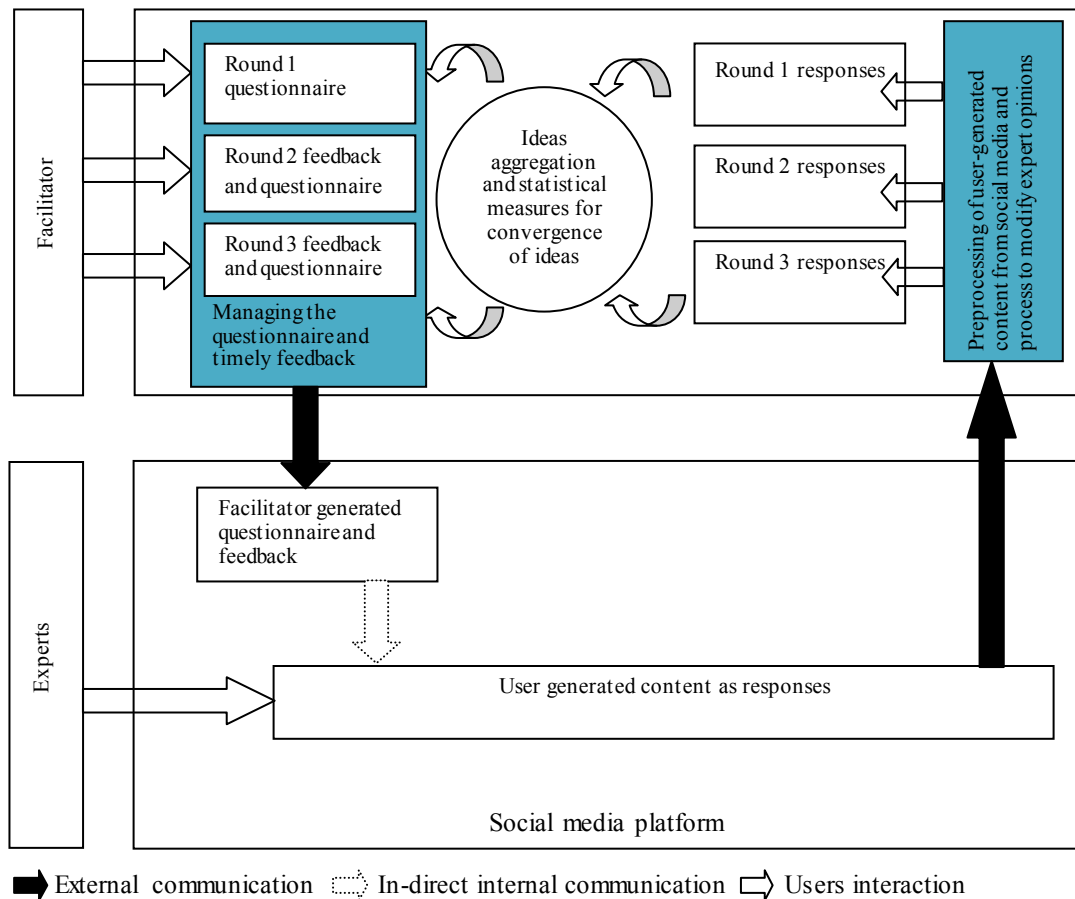 Facilitator
Round 1
questionnaire
Round 2 feedback
and questionnaire
Round 3 feedback
and questionnaire
Managing the
questionnaire and
timely feedback
Ideas
aggregation
and statistical
measures for
convergence
of ideas
Round 1 responses
Round 2 responses
Round 3 responses
Preprocessing of user-generated
content from social media and
process to modify expert opinions
Experts
Facilitator generated
questionnaire and
feedback
User generated content as responses
Social media platform
External communication
In-direct internal communication
Users interaction